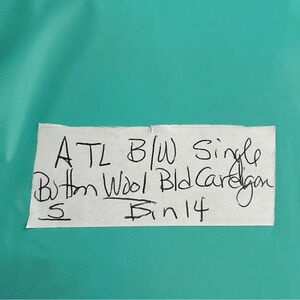 ATL B/W Single
Button Wool Bld Cardigan
S Bin 14